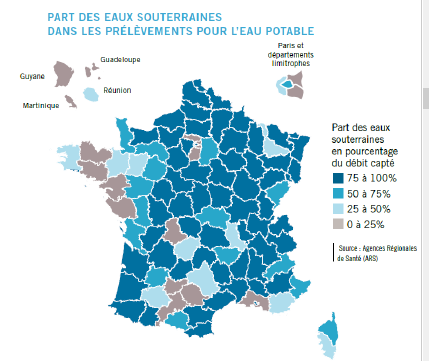 PART DES EAUX SOUTERRAINES
DANS LES PRÉLÈVEMENTS POUR L'EAU POTABLE
Guadeloupe
Guyane
Réunion
Martinique
Paris et
départements
limitrophes
Part des eaux
souterraines
en pourcentage
du débit capté
75 à 100%
50 à 75%
25 à 50%
0 à 25%
Source : Agences Régionales
de Santé (ARS)